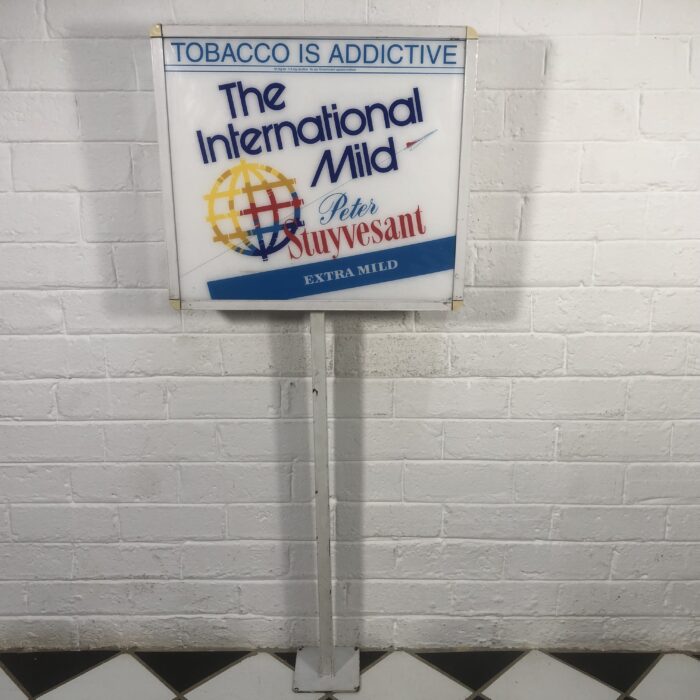 TOBACCO IS ADDICTIVE
The
International
Mild
Peter
Stuyvesant
EXTRA MILD